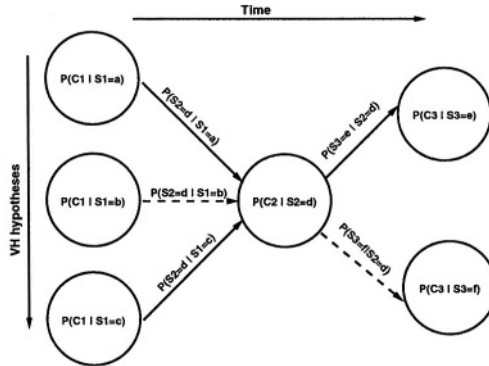 Time
VH hypotheses
P(C1 | S1=a)
P(S2=d | S1=a)
P(C1 | S1=b)
P(S2=d | S1=b)
P(C1 | S1=c)
P(S2=d | S1=c)
P(C2 | S2=d)
P(S3=e | S2=d)
P(C3 | S3=e)
P(S3=f|S2=d)
P(C3 | S3=f)